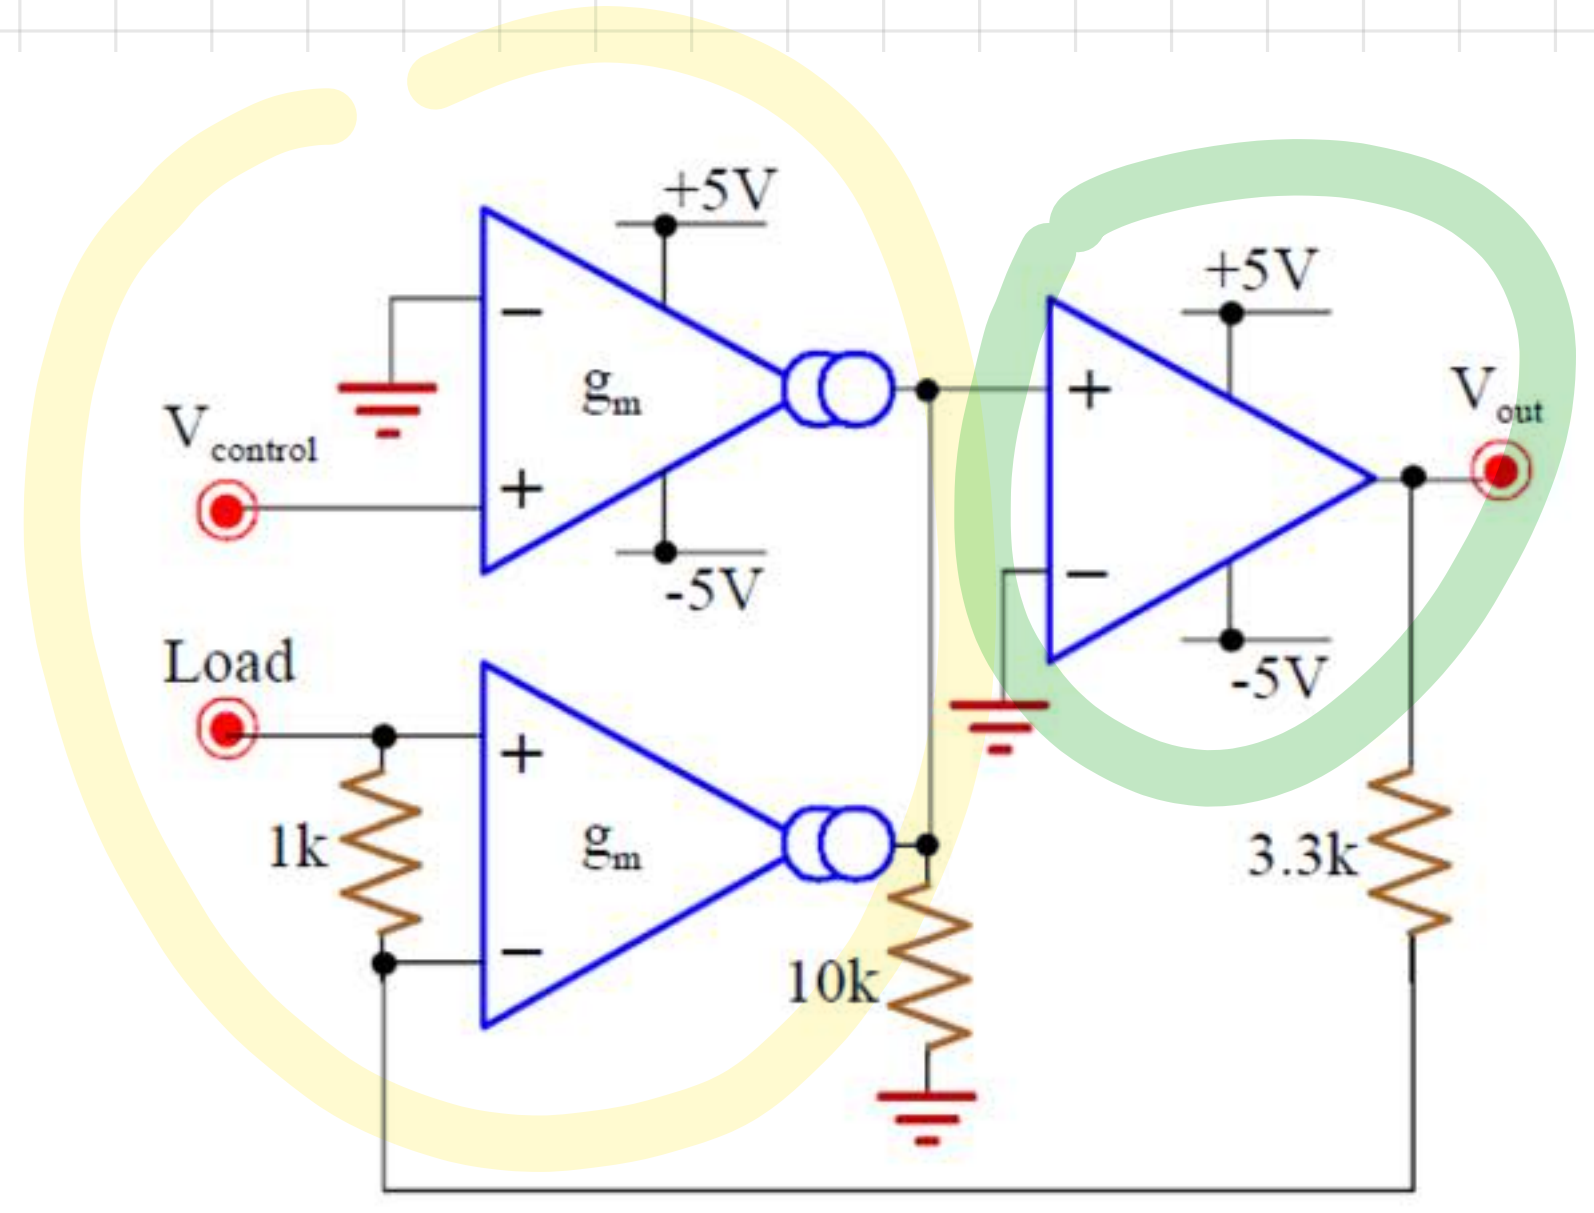 +5V
−
gm
Vcontrol
+
-5V
Load
+
1k
gm
−
10k
+5V
+
Vout
−
-5V
3.3k